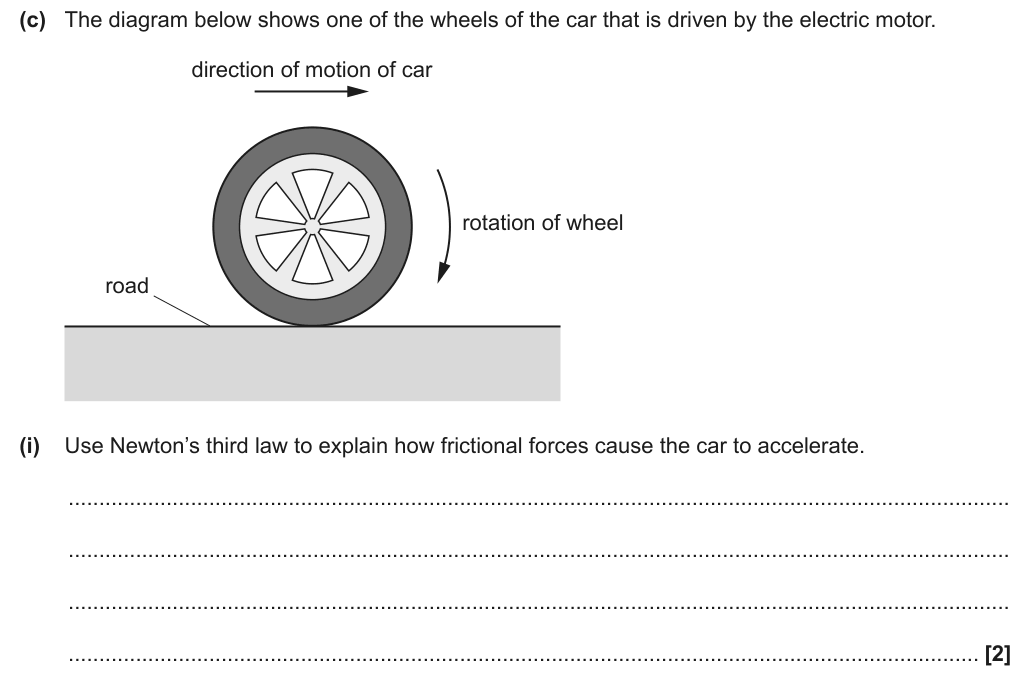 (c) The diagram below shows one of the wheels of the car that is driven by the electric motor.
direction of motion of car
rotation of wheel
road
(i) Use Newton’s third law to explain how frictional forces cause the car to accelerate.
[2]